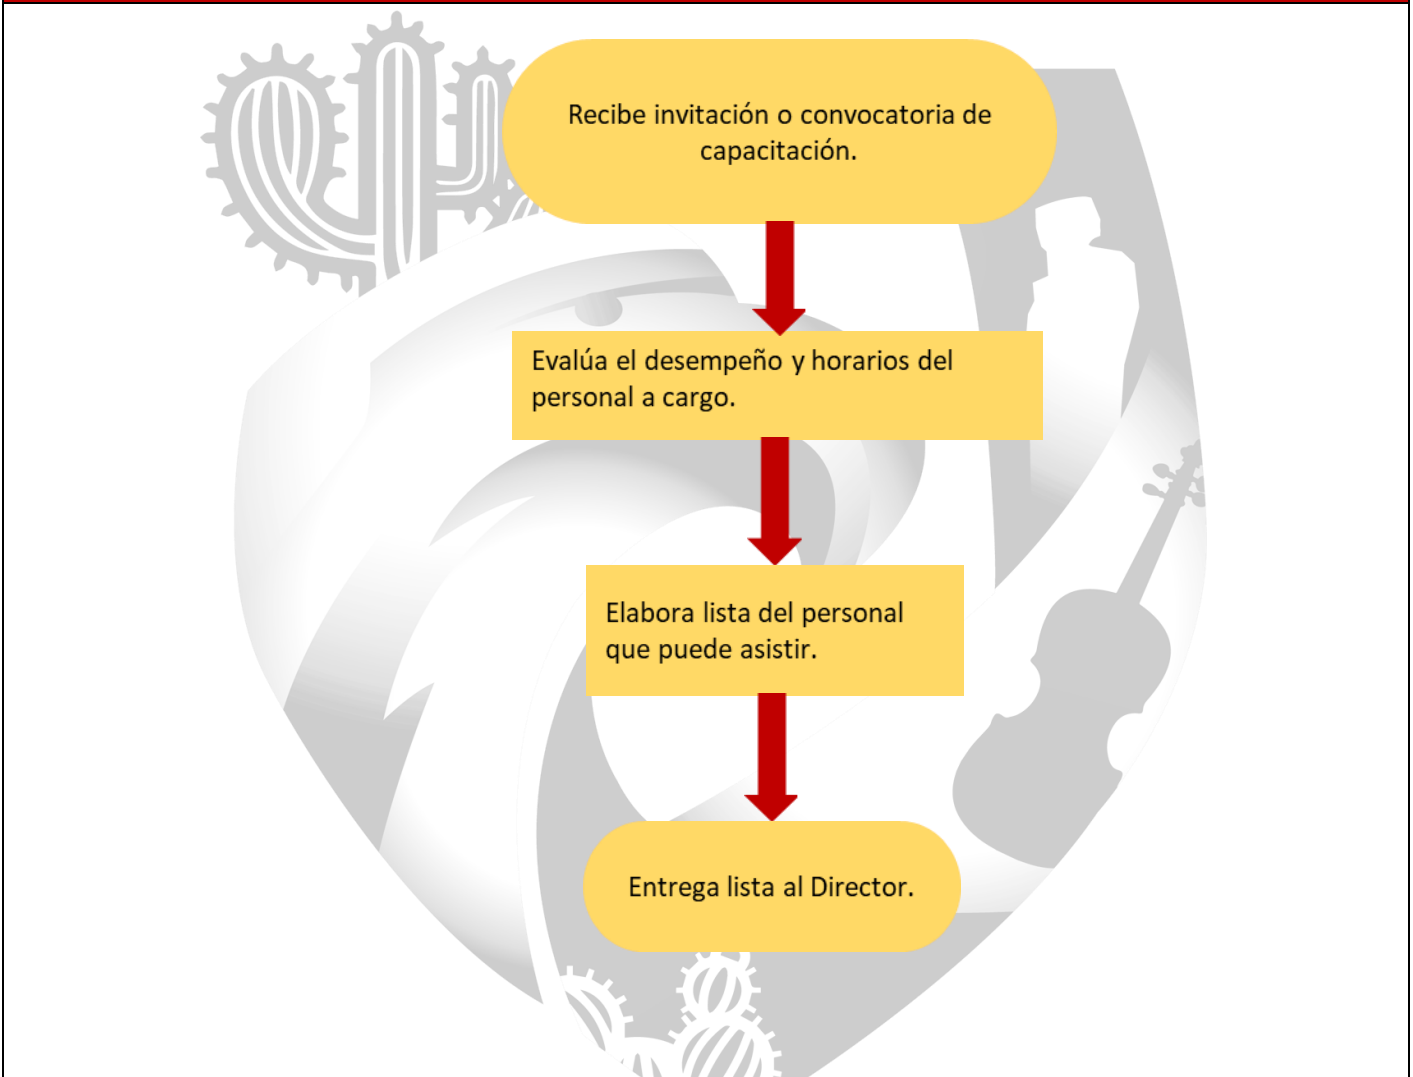 Recibe invitación o convocatoria de
capacitación.
Evalúa el desempeño y horarios del
personal a cargo.
Elabora lista del personal
que puede asistir.
Entrega lista al Director.